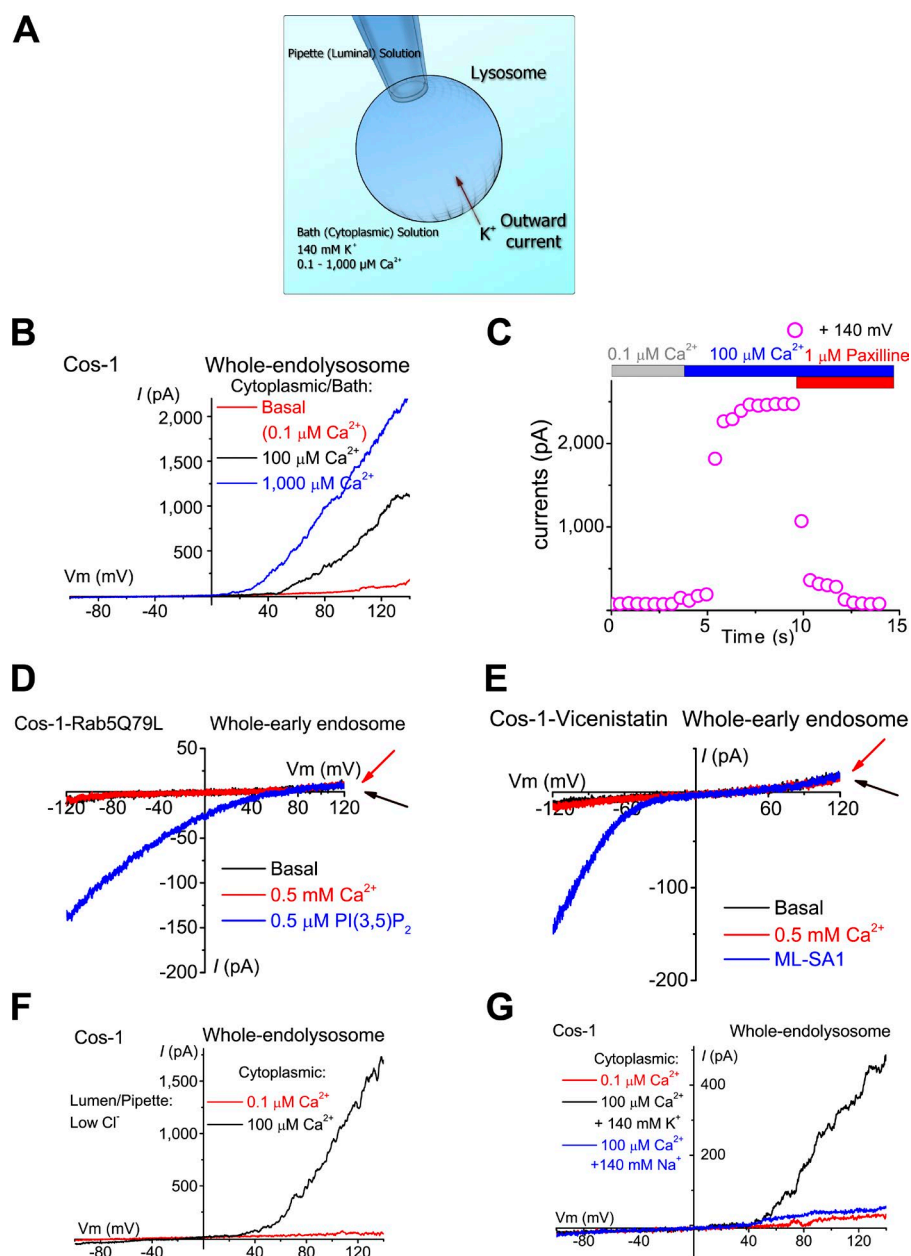 A
Pipette (Luminal) Solution
Lysosome
Outward
K⁺ current
Bath (Cytoplasmic) Solution
140 mM K⁺
0.1 - 1,000 μM Ca²⁺
B
Cos-1 Whole-endolysosome
I (pA) Cytoplasmic/Bath:
2,000 Basal
(0.1 μM Ca²⁺)
1,500 100 μM Ca²⁺
1,000 μM Ca²⁺
1,000
500
Vm (mV)
-80 -40 0 40 80 120
C
+ 140 mV
0.1 μM Ca²⁺ 100 μM Ca²⁺ 1 μM Paxilline
currents (pA)
2,000
1,000
0 5 10 15
Time (s)
D
Cos-1-Rab5Q79L Whole-early endosome
50
Vm (mV)
-120 -60 0 60 120
-50
Basal
-100 0.5 mM Ca²⁺
-150 0.5 μM PI(3,5)P₂
-200 I (pA)
E
Cos-1-Vicenistatin Whole-early endosome
I (pA)
Vm (mV)
-120 -60 60 120
-100
Basal
0.5 mM Ca²⁺
ML-SA1
-200
F
Cos-1 Whole-endolysosome
I (pA)
1,500 Cytoplasmic:
Lumen/Pipette: 0.1 μM Ca²⁺
Low Cl⁻ 100 μM Ca²⁺
1,000
500
Vm (mV)
-80 -40 0 40 80 120
G
Cos-1 Whole-endolysosome
Cytoplasmic: I (pA)
0.1 μM Ca²⁺
400
100 μM Ca²⁺
+ 140 mM K⁺
100 μM Ca²⁺
+140 mM Na⁺
200
Vm (mV)
-80 -40 0 40 80 120